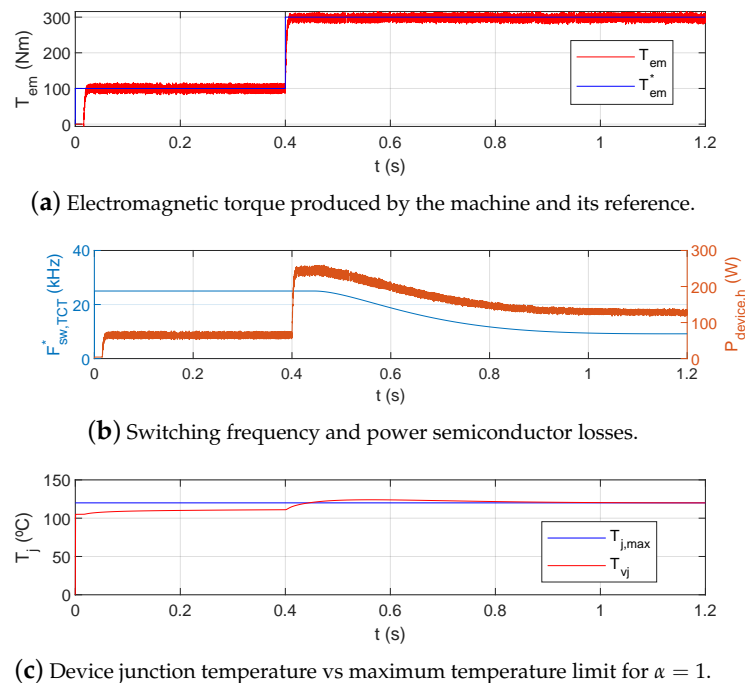 300
200
100
0
T_em (Nm)
T_em
T*_em
0 0.2 0.4 0.6 0.8 1 1.2
t (s)
(a) Electromagnetic torque produced by the machine and its reference.
40
20
0
F*_sw,TCT (kHz)
300
200
100
0
P_device,h (W)
0 0.2 0.4 0.6 0.8 1 1.2
t (s)
(b) Switching frequency and power semiconductor losses.
150
100
50
0
T_j (ºC)
T_j,max
T_vj
0 0.2 0.4 0.6 0.8 1 1.2
t (s)
(c) Device junction temperature vs maximum temperature limit for α = 1.